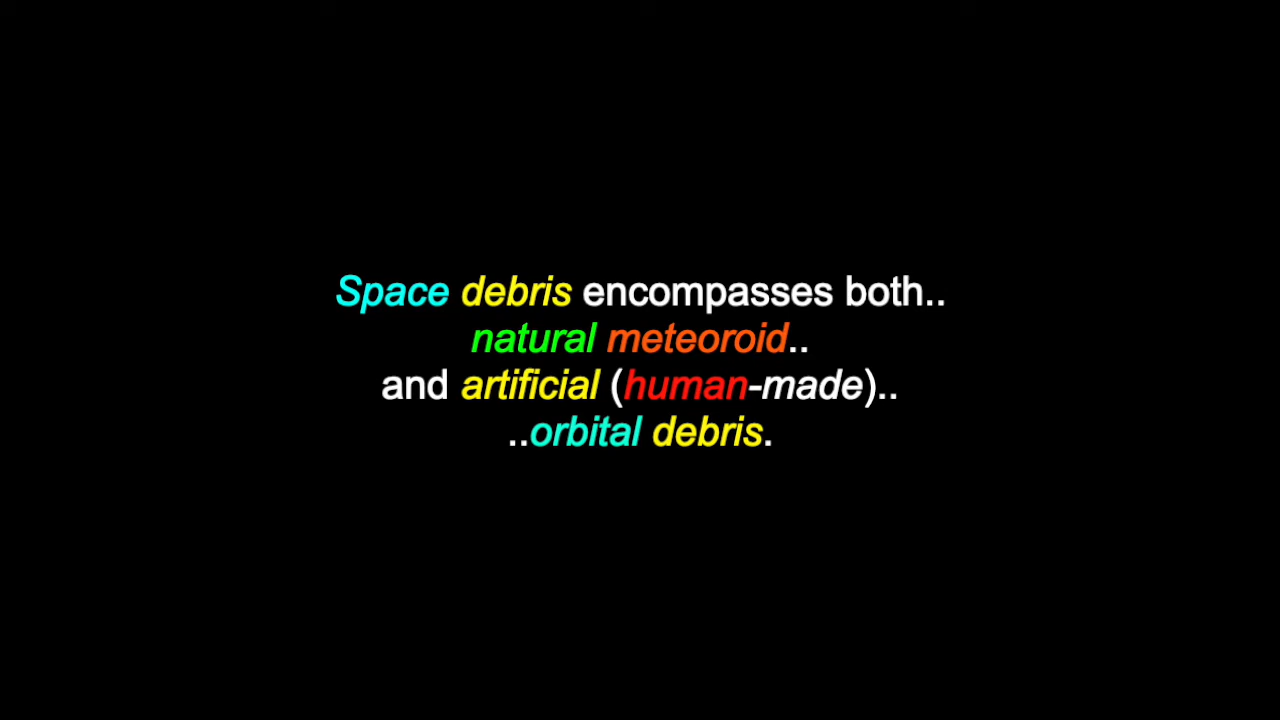 Space debris encompasses both..
natural meteoroid..
and artificial (human-made)..
..orbital debris.